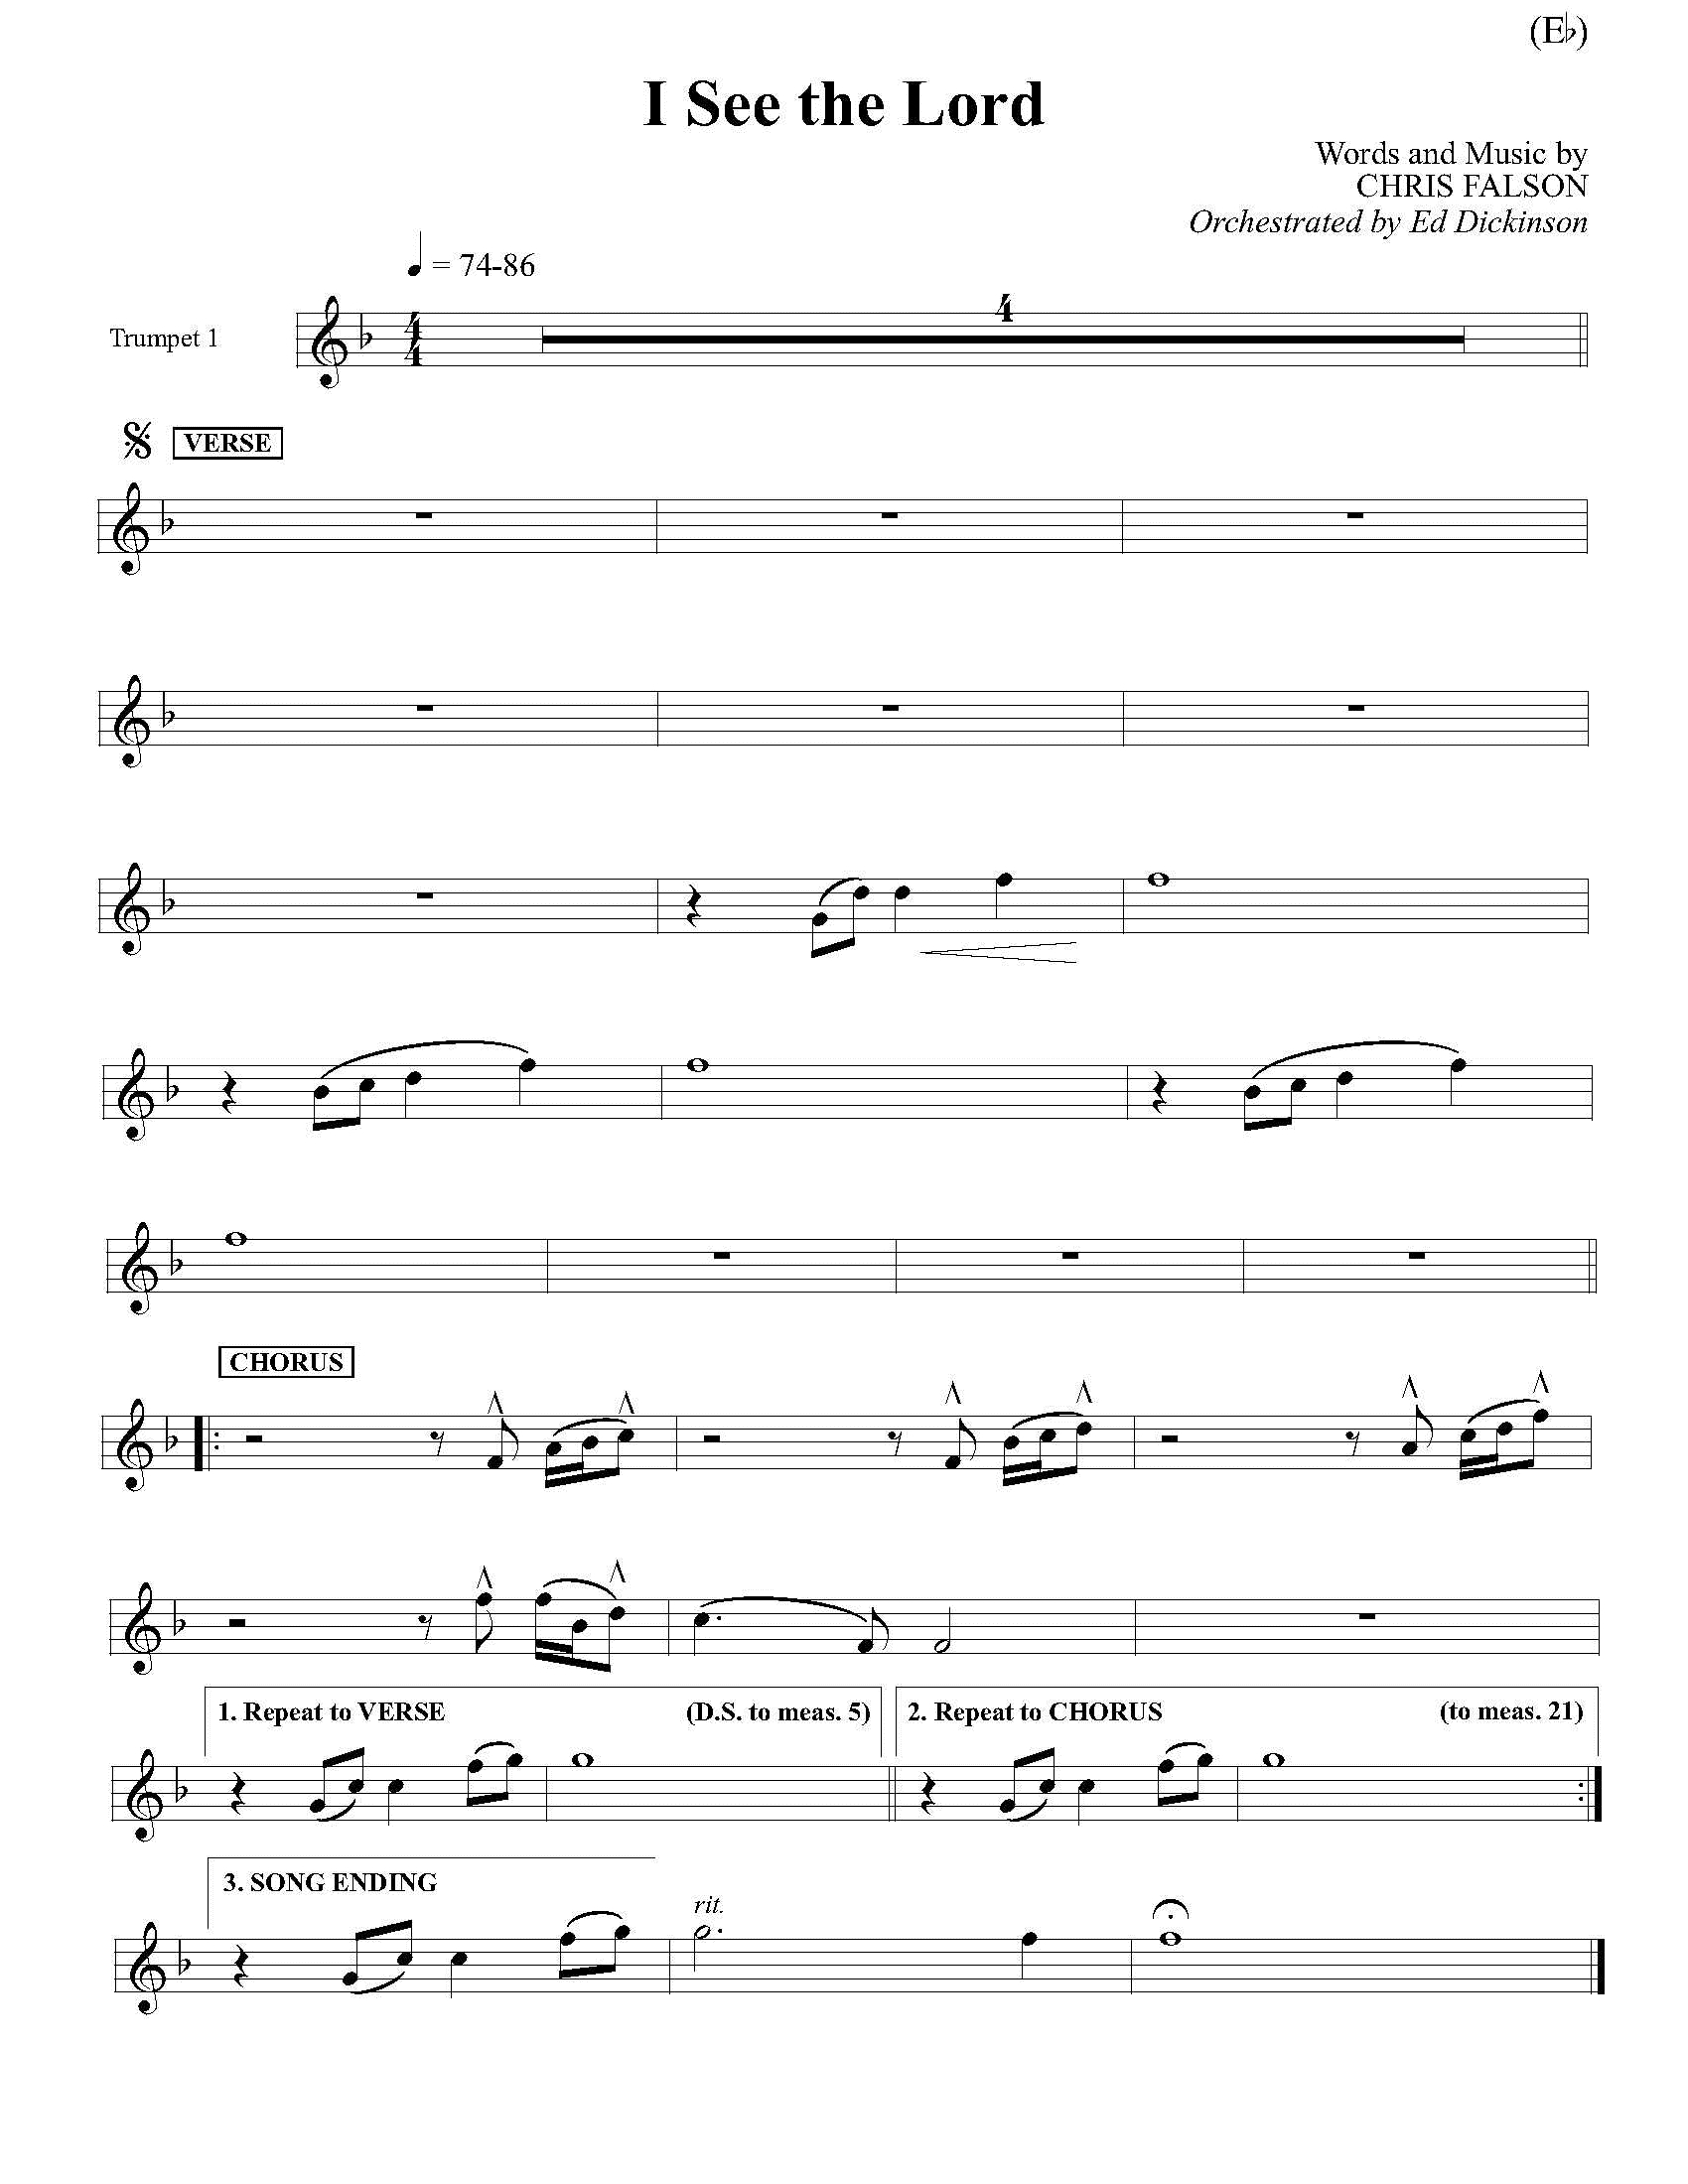 (E♭)
I See the Lord
Words and Music by
CHRIS FALSON
Orchestrated by Ed Dickinson
♩ = 74-86
Trumpet 1
4
4
4
VERSE
CHORUS
1. Repeat to VERSE (D.S. to meas. 5) 2. Repeat to CHORUS (to meas. 21)
3. SONG ENDING
rit.